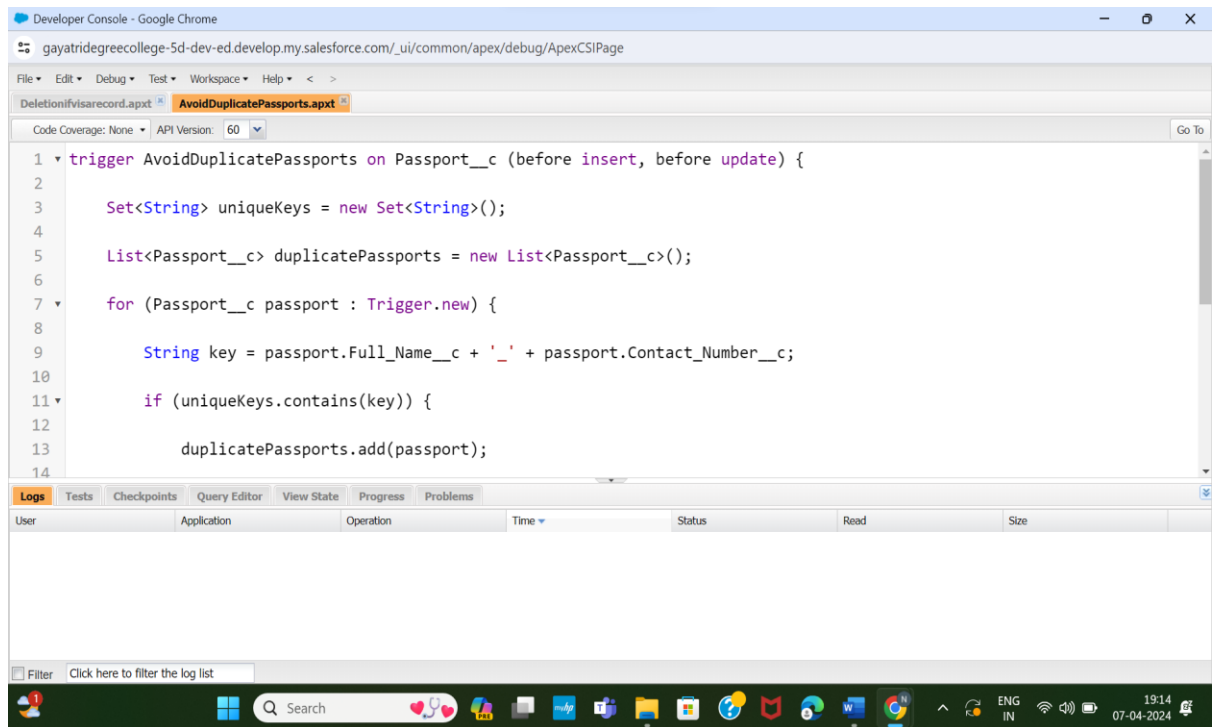 Developer Console - Google Chrome
gayatridegreecollege-5d-dev-ed.develop.my.salesforce.com/_ui/common/apex/debug/ApexCSIPage
File Edit Debug Test Workspace Help < >
Deletionifvisarecord.apxt AvoidDuplicatePassports.apxt
Code Coverage: None API Version: 60 Go To
1 trigger AvoidDuplicatePassports on Passport__c (before insert, before update) {
2
3 Set<String> uniqueKeys = new Set<String>();
4
5 List<Passport__c> duplicatePassports = new List<Passport__c>();
6
7 for (Passport__c passport : Trigger.new) {
8
9 String key = passport.Full_Name__c + '_' + passport.Contact_Number__c;
10
11 if (uniqueKeys.contains(key)) {
12
13 duplicatePassports.add(passport);
14
Logs Tests Checkpoints Query Editor View State Progress Problems
User Application Operation Time Status Read Size
Filter Click here to filter the log list
1 Search PRE myhp W N ENG 19:14
IN 07-04-2024